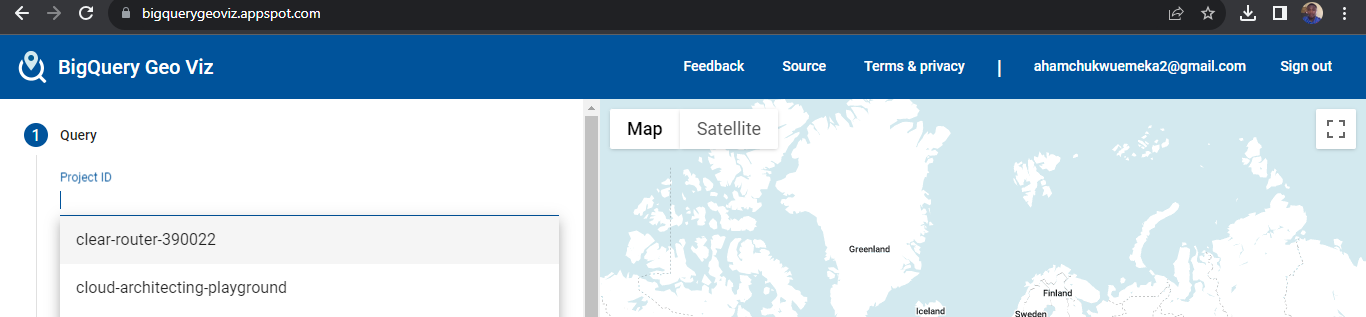 bigquerygeoviz.appspot.com
BigQuery Geo Viz
Feedback Source Terms & privacy | ahamchukwuemeka2@gmail.com Sign out
1 Query
Map Satellite
Project ID
clear-router-390022
Greenland
cloud-architecting-playground
Finland
Iceland
Sweden